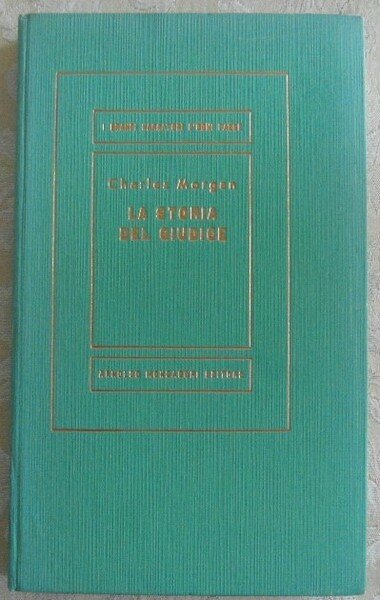 I GRANDI NARRATORI D'OGNI PAESE
Charles Morgan
LA STORIA
DEL GIUDICE
ARNOLDO MONDADORI EDITORE